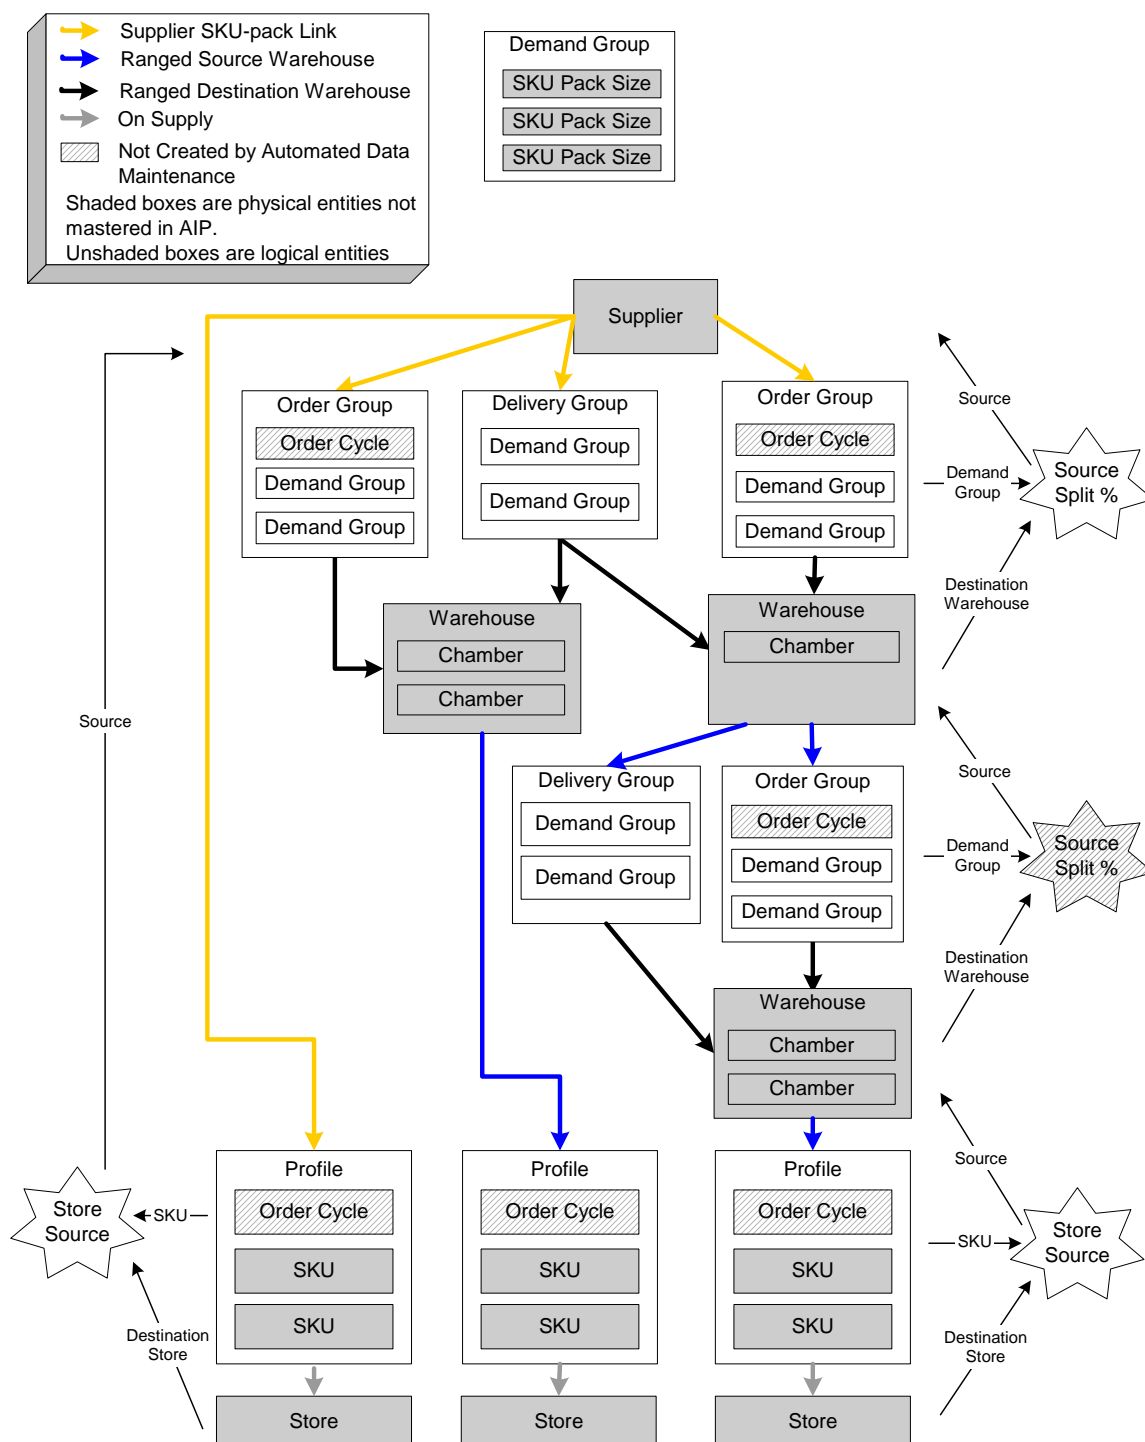 Supplier SKU-pack Link
Ranged Source Warehouse
Ranged Destination Warehouse
On Supply
Not Created by Automated Data
Maintenance
Shaded boxes are physical entities not
mastered in AIP.
Unshaded boxes are logical entities
Demand Group
SKU Pack Size
SKU Pack Size
SKU Pack Size
Supplier
Order Group
Order Cycle
Demand Group
Demand Group
Delivery Group
Demand Group
Demand Group
Order Group
Order Cycle
Demand Group
Demand Group
Source
Demand
Group
Source
Split %
Destination
Warehouse
Warehouse
Chamber
Chamber
Warehouse
Chamber
Source
Delivery Group
Demand Group
Demand Group
Order Group
Order Cycle
Demand Group
Demand Group
Source
Demand
Group
Source
Split %
Destination
Warehouse
Warehouse
Chamber
Chamber
Store
Source
SKU
Destination
Store
Profile
Order Cycle
SKU
SKU
Store
Profile
Order Cycle
SKU
SKU
Store
Profile
Order Cycle
SKU
SKU
Store
Source
SKU
Store
Source
Destination
Store